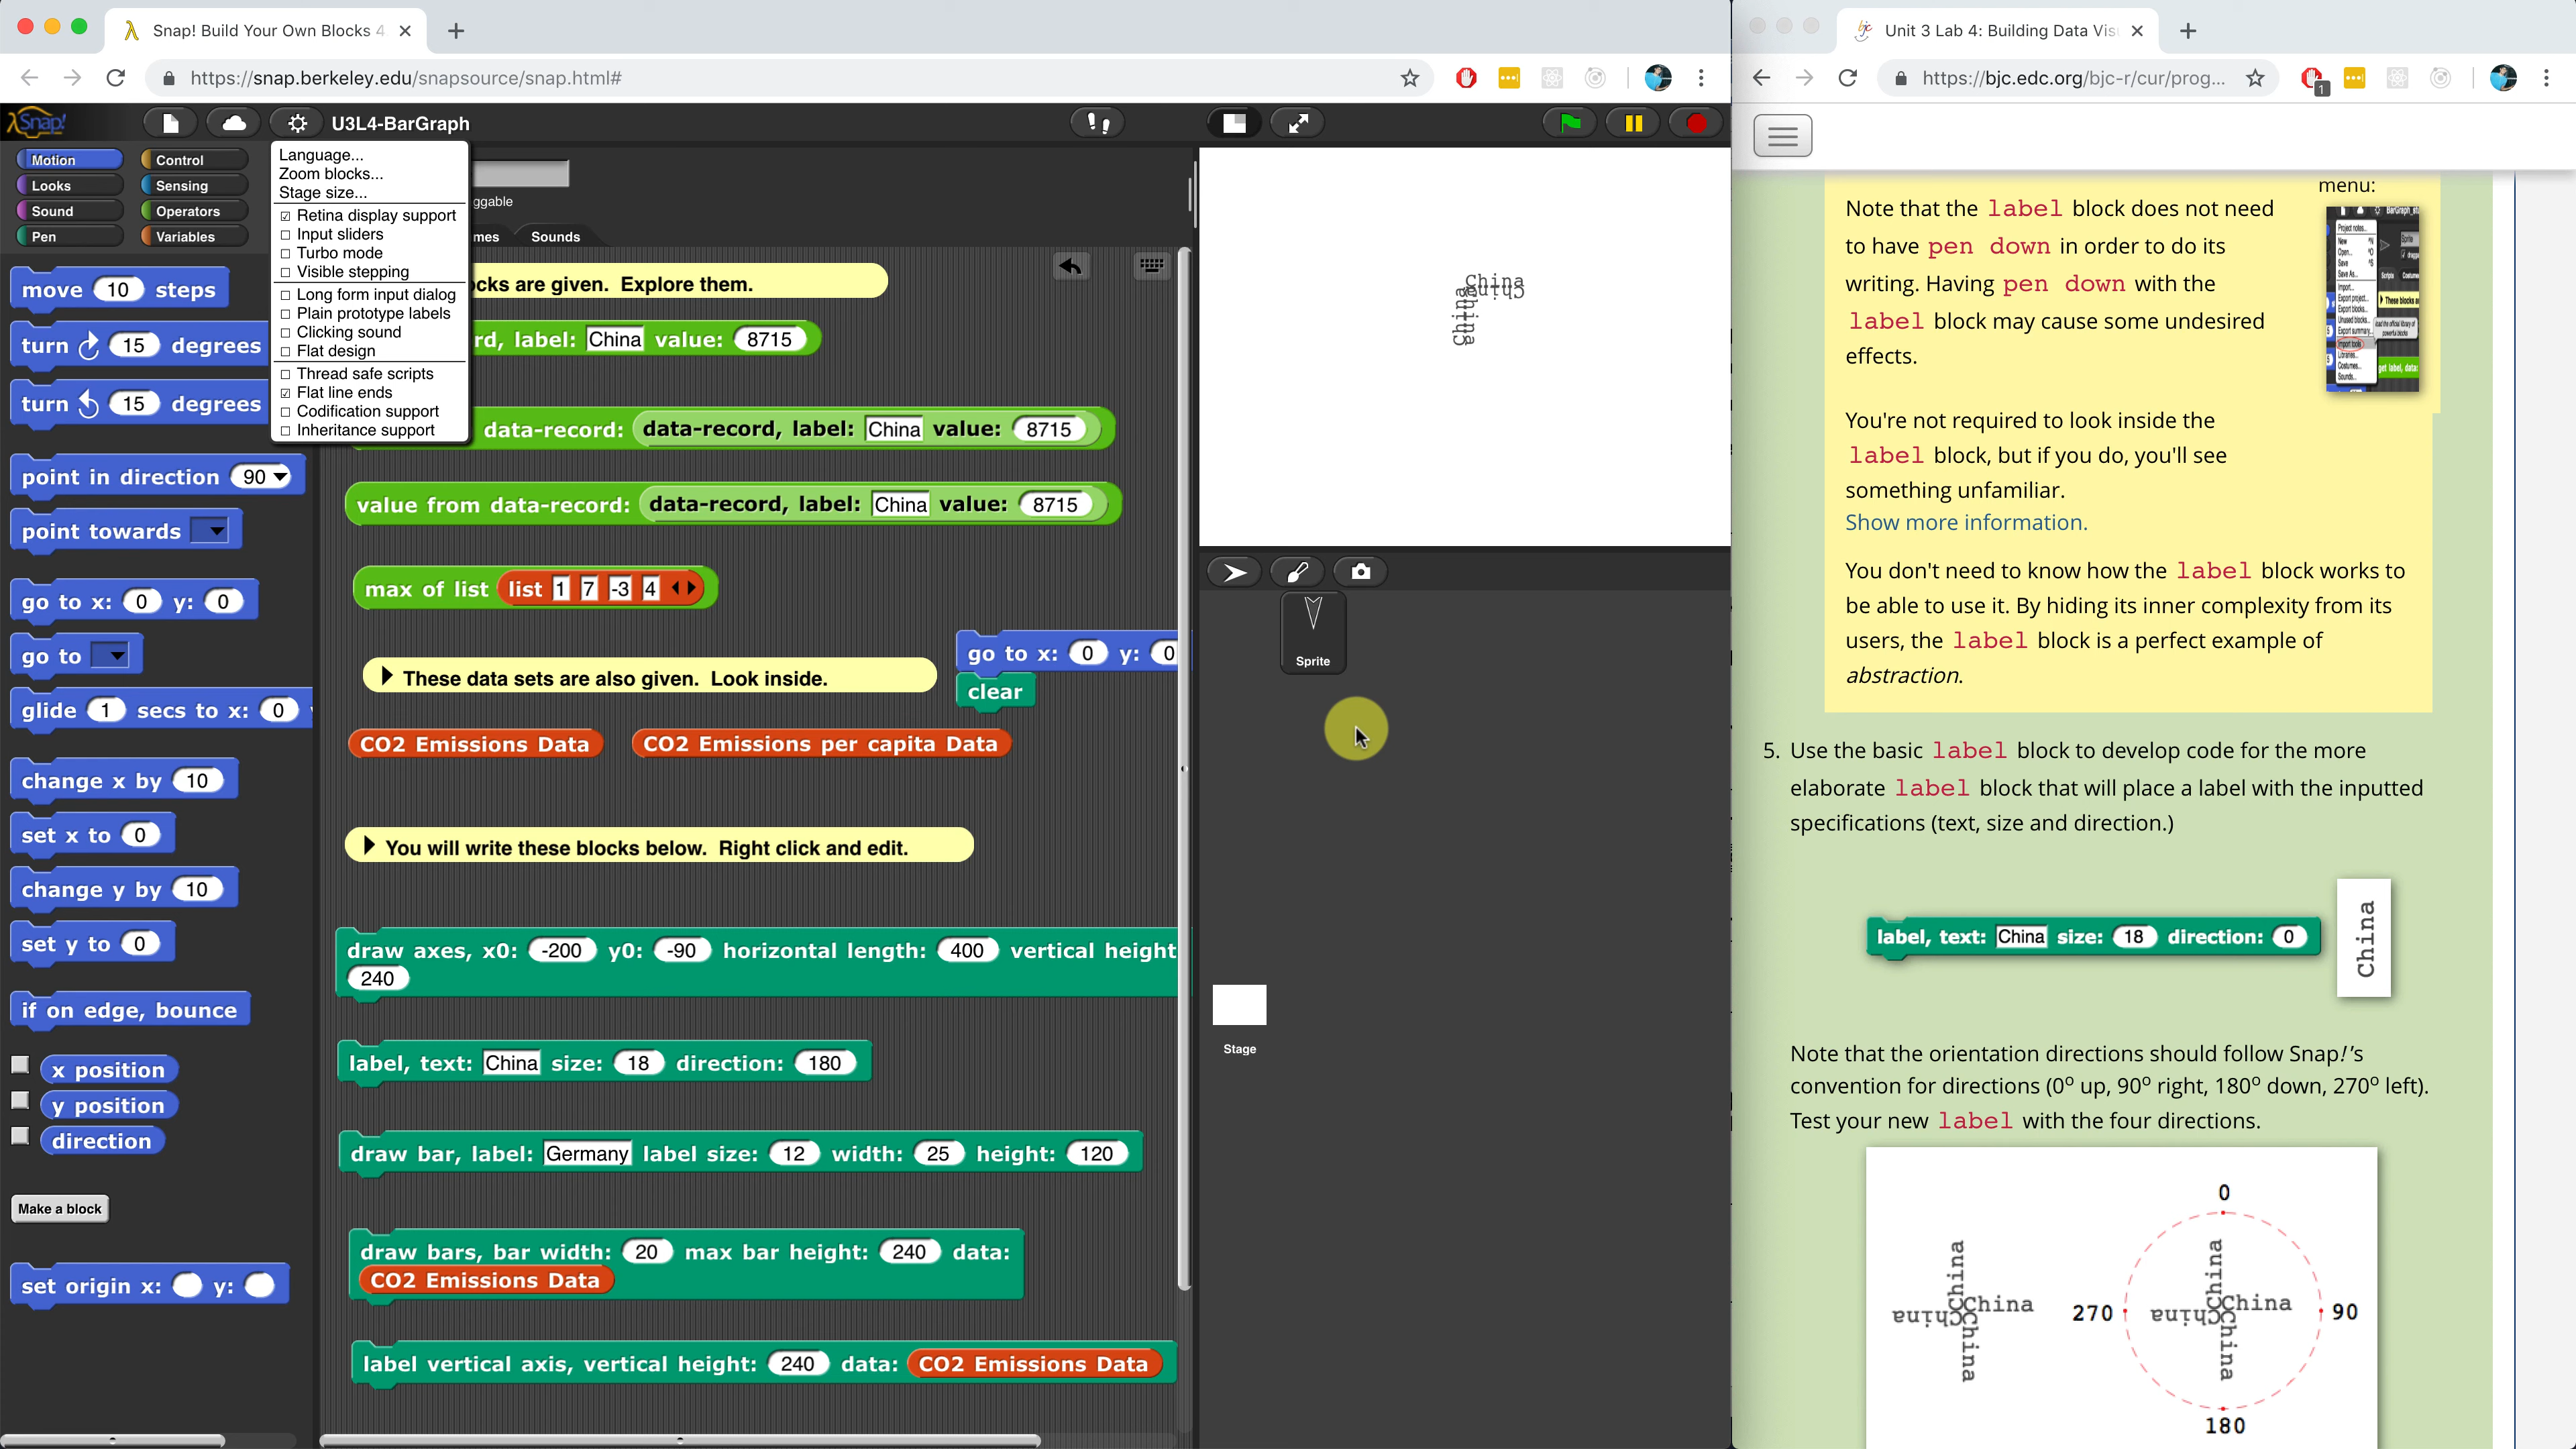 Snap! Build Your Own Blocks 4
https://snap.berkeley.edu/snapsource/snap.html#
Snap!
U3L4-BarGraph
Motion
Control
Looks
Sensing
Sound
Operators
Pen
Variables
move 10 steps
turn 15 degrees
turn 15 degrees
point in direction 90
point towards
go to x: 0 y: 0
go to
glide 1 secs to x: 0
change x by 10
set x to 0
change y by 10
set y to 0
if on edge, bounce
x position
y position
direction
Make a block
set origin x: y:
Language...
Zoom blocks...
Stage size...
Retina display support
Input sliders
Turbo mode
Visible stepping
Long form input dialog
Plain prototype labels
Clicking sound
Flat design
Thread safe scripts
Flat line ends
Codification support
Inheritance support
ggable
mes
Sounds
cks are given. Explore them.
rd, label: China value: 8715
data-record: data-record, label: China value: 8715
value from data-record: data-record, label: China value: 8715
max of list list 1 7 -3 4
go to x: 0 y: 0
clear
These data sets are also given. Look inside.
CO2 Emissions Data
CO2 Emissions per capita Data
You will write these blocks below. Right click and edit.
draw axes, x0: -200 y0: -90 horizontal length: 400 vertical height
240
label, text: China size: 18 direction: 180
draw bar, label: Germany label size: 12 width: 25 height: 120
draw bars, bar width: 20 max bar height: 240 data:
CO2 Emissions Data
label vertical axis, vertical height: 240 data: CO2 Emissions Data
China
China
China
China
Sprite
Stage
Unit 3 Lab 4: Building Data Vis
https://bjc.edc.org/bjc-r/cur/prog...
1
menu:
Note that the label block does not need
to have pen down in order to do its
writing. Having pen down with the
label block may cause some undesired
effects.
You're not required to look inside the
label block, but if you do, you'll see
something unfamiliar.
Show more information.
You don't need to know how the label block works to
be able to use it. By hiding its inner complexity from its
users, the label block is a perfect example of
abstraction.
5. Use the basic label block to develop code for the more
elaborate label block that will place a label with the inputted
specifications (text, size and direction.)
label, text: China size: 18 direction: 0
China
Note that the orientation directions should follow Snap!'s
convention for directions (0º up, 90º right, 180º down, 270º left).
Test your new label with the four directions.
China
China
China
China
0
China
270
China
China
90
China
180